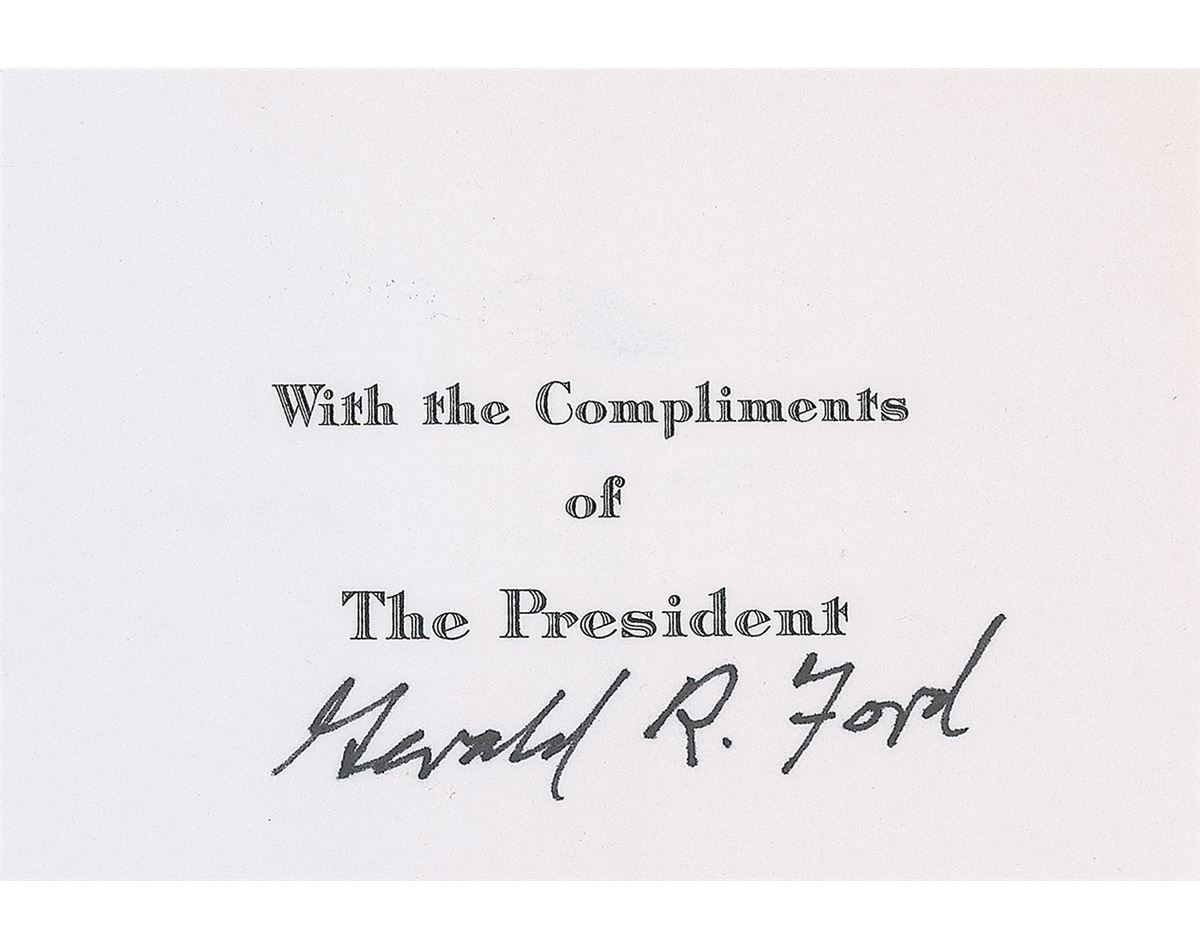 With the Compliments
of
The President
Gerald R. Ford